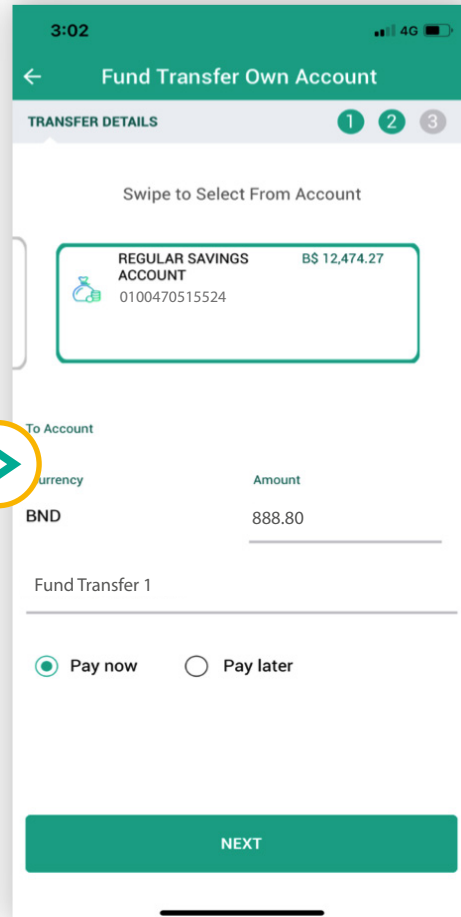 3:02 4G
Fund Transfer Own Account
TRANSFER DETAILS 1 2 3
Swipe to Select From Account
REGULAR SAVINGS B$ 12,474.27
ACCOUNT
0100470515524
To Account
urrency Amount
BND 888.80
Fund Transfer 1
Pay now Pay later
NEXT